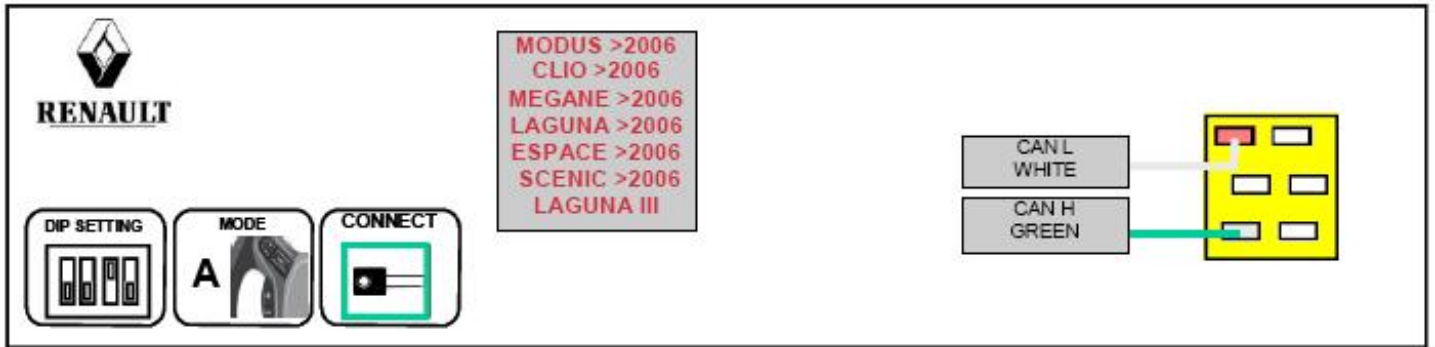 RENAULT
MODUS >2006
CLIO >2006
MEGANE >2006
LAGUNA >2006
ESPACE >2006
SCENIC >2006
LAGUNA III
CAN L
WHITE
CAN H
GREEN
DIP SETTING
MODE
A
CONNECT